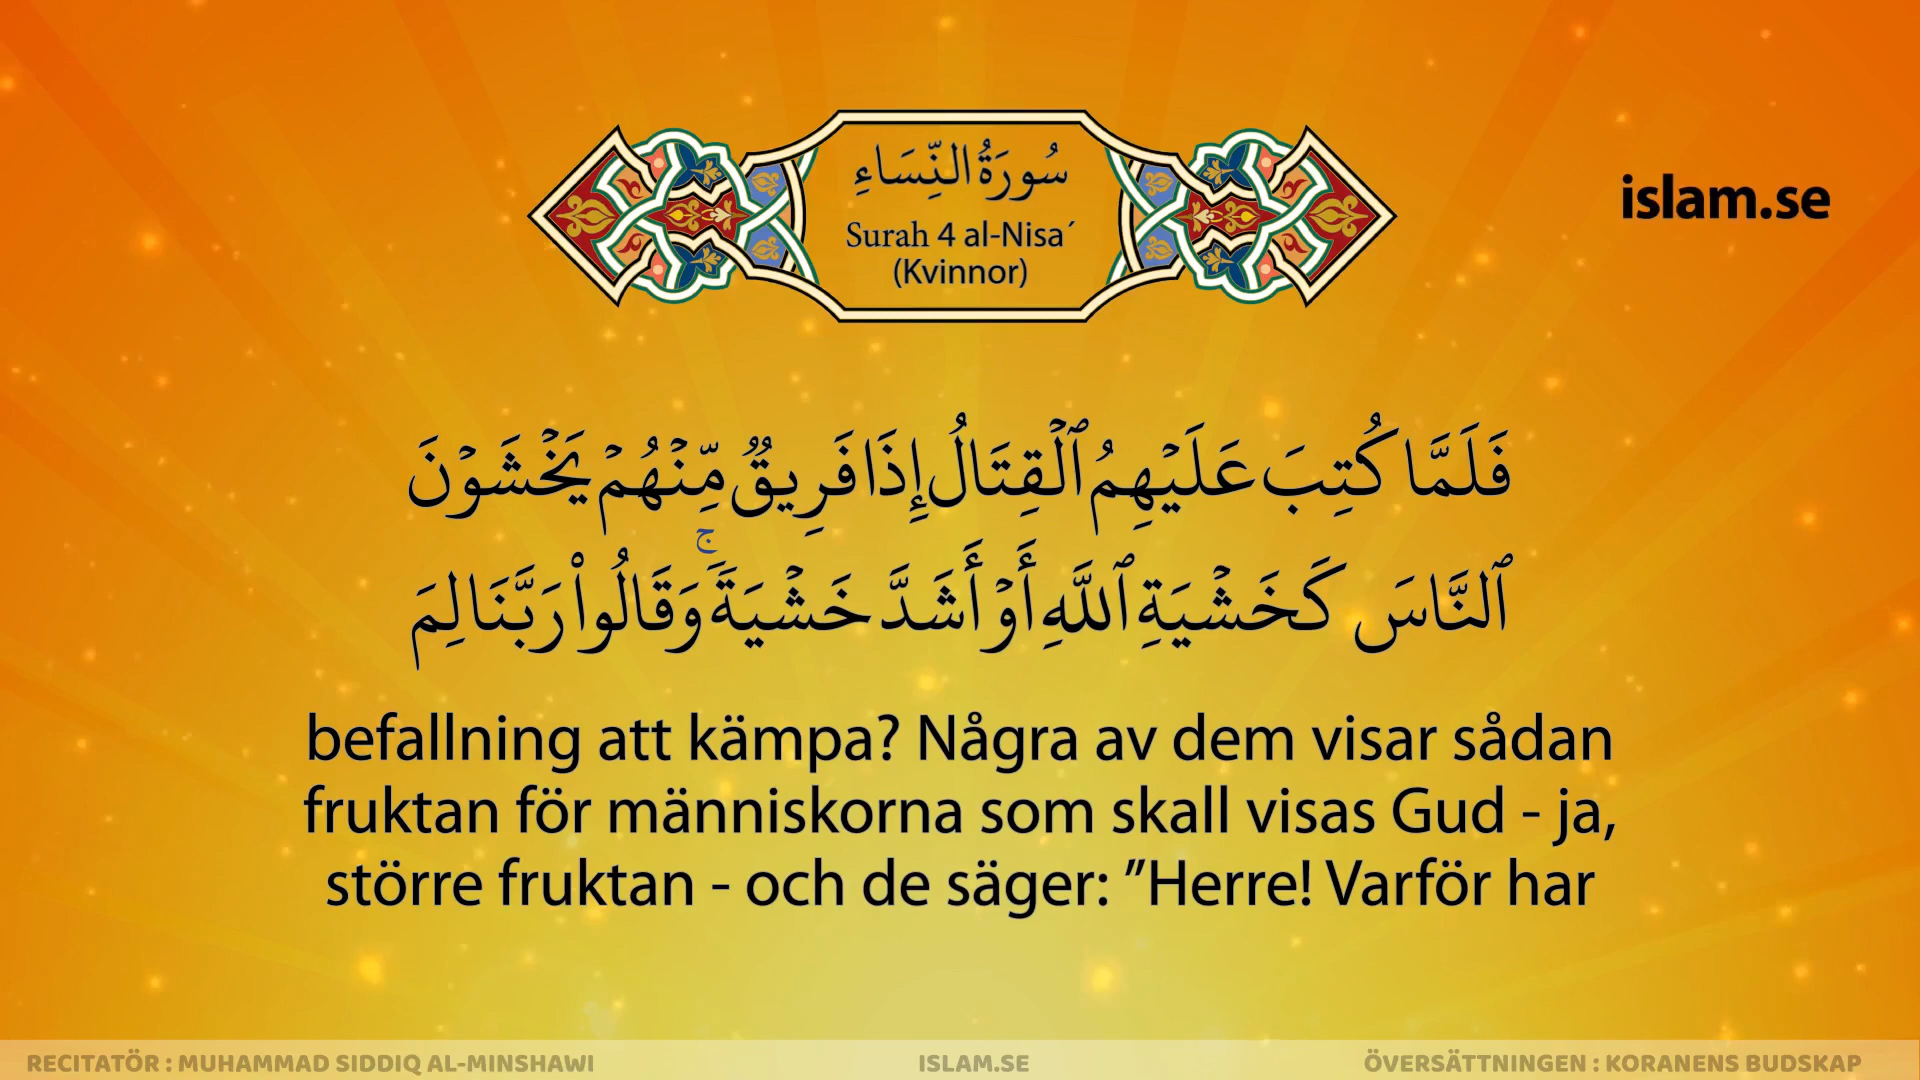 سُورَةُ النِّسَاءِ
Surah 4 al-Nisa´
(Kvinnor)
islam.se
فَلَمَّا كُتِبَ عَلَيۡهِمُ ٱلۡقِتَالُ إِذَا فَرِيقٌ مِّنۡهُمۡ يَخۡشَوۡنَ
ٱلنَّاسَ كَخَشۡيَةِ ٱللَّهِ أَوۡ أَشَدَّ خَشۡيَةًۚ وَقَالُواْ رَبَّنَا لِمَ
befallning att kämpa? Några av dem visar sådan
fruktan för människorna som skall visas Gud - ja,
större fruktan - och de säger: ”Herre! Varför har
RECITATÖR : MUHAMMAD SIDDIQ AL-MINSHAWI
ISLAM.SE
ÖVERSÄTTNINGEN : KORANENS BUDSKAP